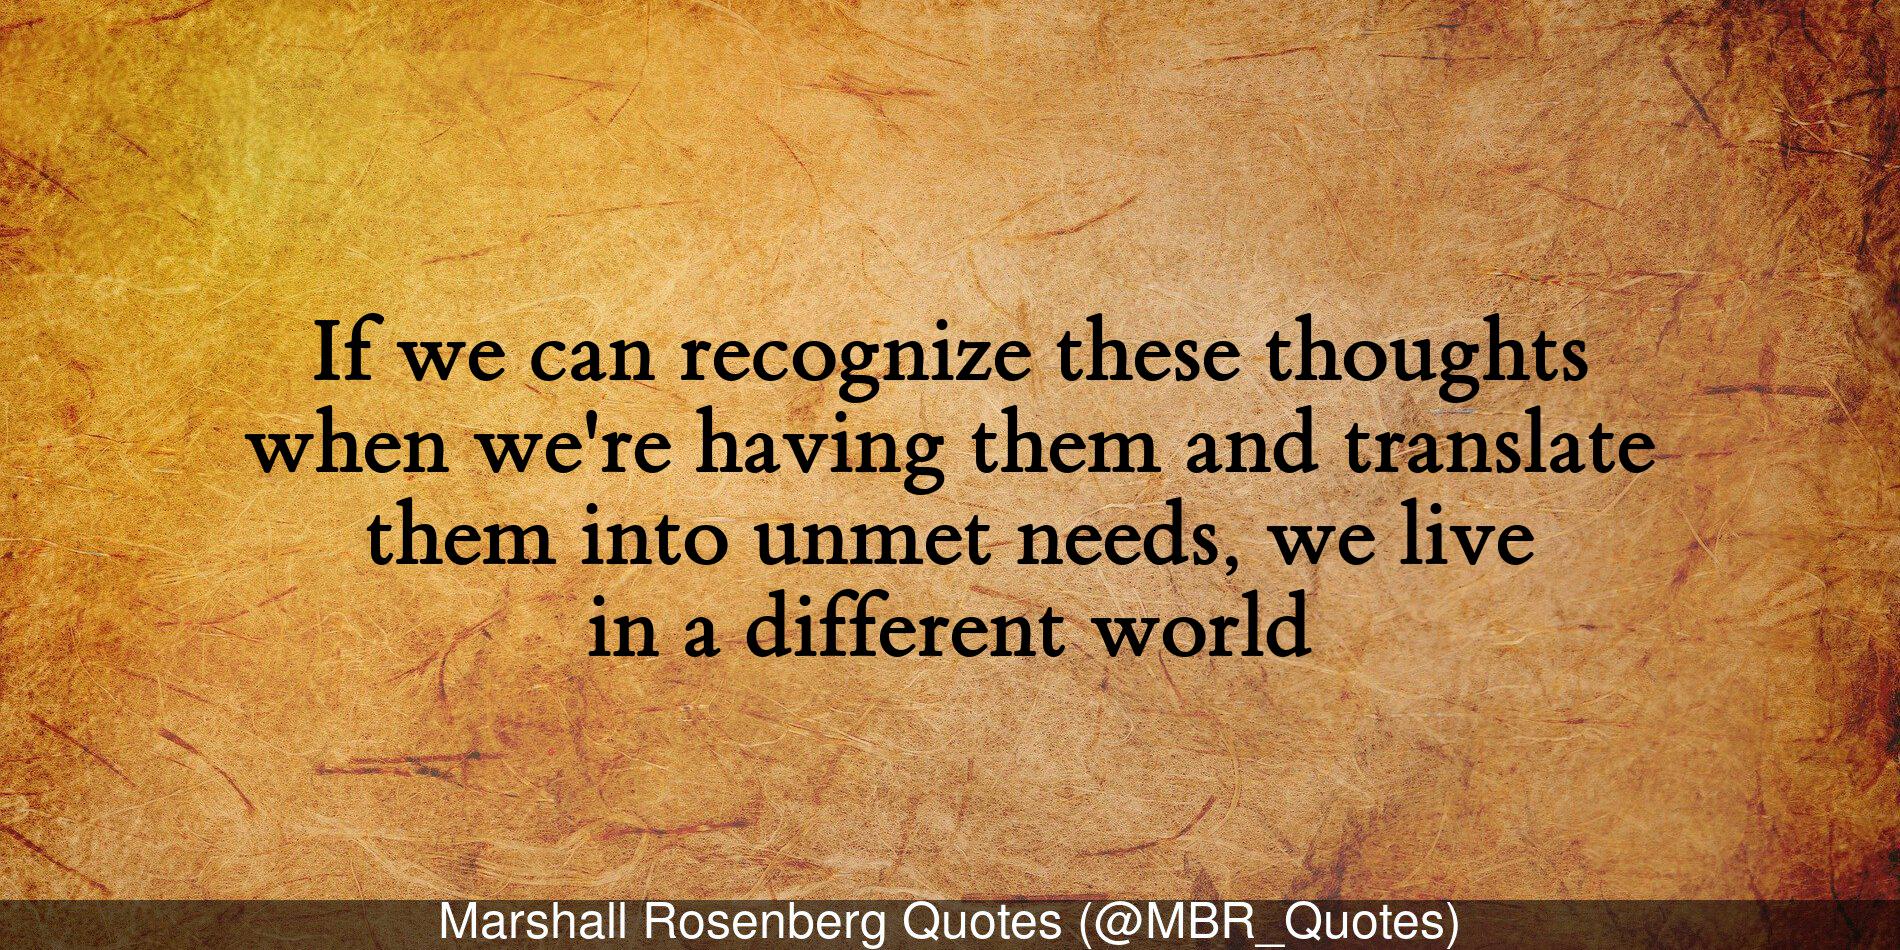 If we can recognize these thoughts
when we're having them and translate
them into unmet needs, we live
in a different world
Marshall Rosenberg Quotes (@MBR_Quotes)